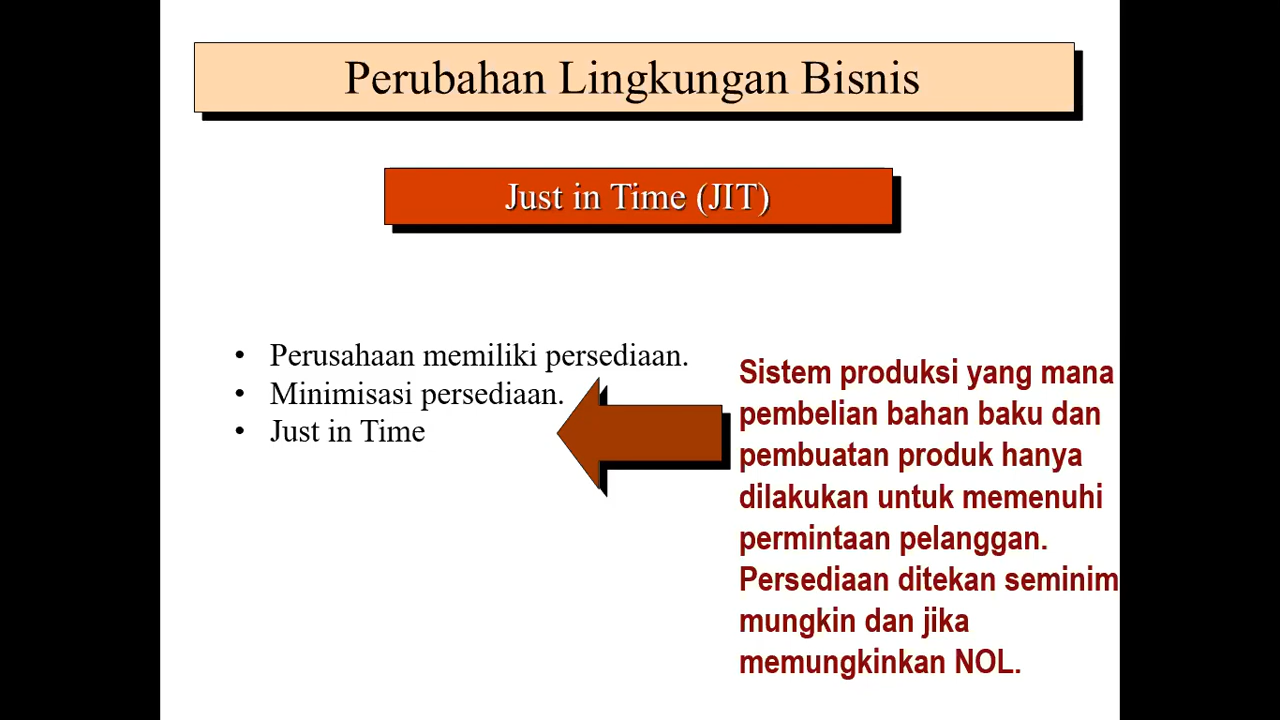 Perubahan Lingkungan Bisnis
Just in Time (JIT)
• Perusahaan memiliki persediaan.
• Minimisasi persediaan.
• Just in Time
Sistem produksi yang mana
pembelian bahan baku dan
pembuatan produk hanya
dilakukan untuk memenuhi
permintaan pelanggan.
Persediaan ditekan seminim
mungkin dan jika
memungkinkan NOL.